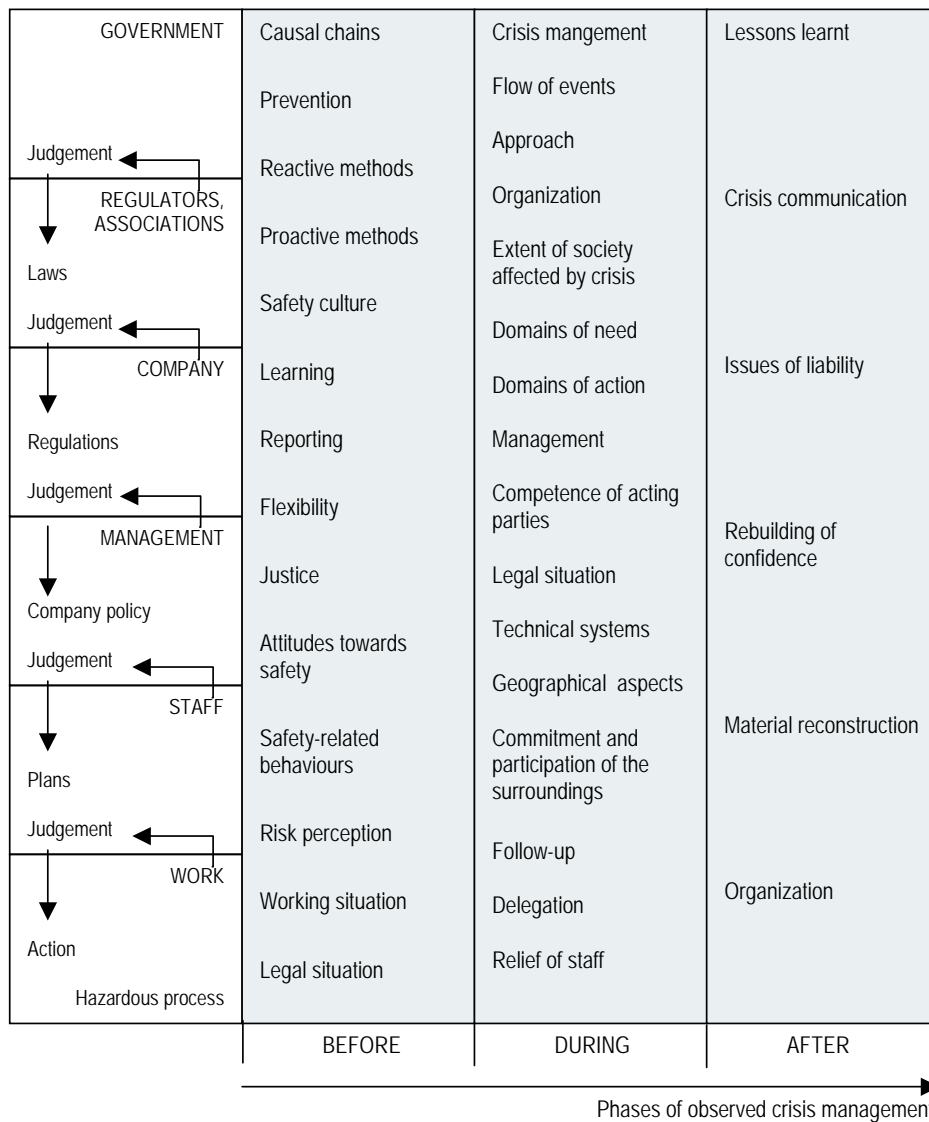 GOVERNMENT
Judgement
REGULATORS,
ASSOCIATIONS
Laws
Judgement
COMPANY
Regulations
Judgement
MANAGEMENT
Company policy
Judgement
STAFF
Plans
Judgement
WORK
Action
Hazardous process
Causal chains
Prevention
Reactive methods
Proactive methods
Safety culture
Learning
Reporting
Flexibility
Justice
Attitudes towards
safety
Safety-related
behaviours
Risk perception
Working situation
Legal situation
Crisis mangement
Flow of events
Approach
Organization
Extent of society
affected by crisis
Domains of need
Domains of action
Management
Competence of acting
parties
Legal situation
Technical systems
Geographical aspects
Commitment and
participation of the
surroundings
Follow-up
Delegation
Relief of staff
Lessons learnt
Crisis communication
Issues of liability
Rebuilding of
confidence
Material reconstruction
Organization
BEFORE
DURING
AFTER
Phases of observed crisis management